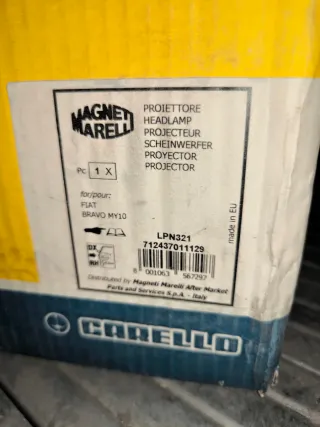 MAGNETI
MARELLI
PROIETTORE
HEADLAMP
PROJECTEUR
SCHEINWERFER
PROYECTOR
PROJECTOR
Pc 1 X
for/pour:
FIAT
BRAVO MY10
made in EU
LPN321
712437011129
8 001063 567297
Distributed by Magneti Marelli After Market
Parts and Services S.p.A. - Italy
CARELLO